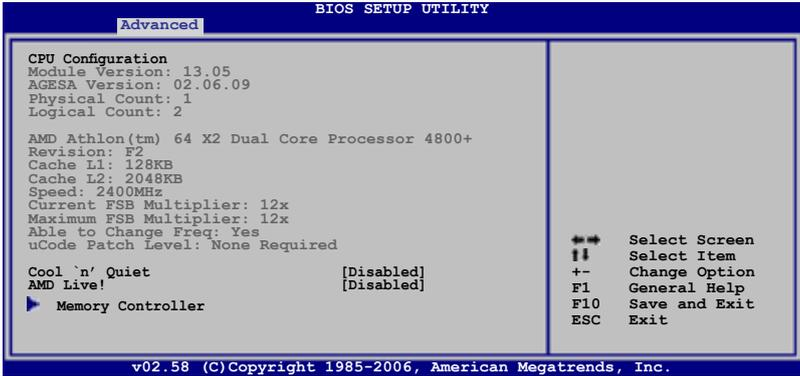 BIOS SETUP UTILITY
Advanced
CPU Configuration
Module Version: 13.05
AGESA Version: 02.06.09
Physical Count: 1
Logical Count: 2
AMD Athlon(tm) 64 X2 Dual Core Processor 4800+
Revision: F2
Cache L1: 128KB
Cache L2: 2048KB
Speed: 2400MHz
Current FSB Multiplier: 12x
Maximum FSB Multiplier: 12x
Able to Change Freq: Yes
uCode Patch Level: None Required
Cool `n’ Quiet [Disabled]
AMD Live! [Disabled]
Memory Controller
←→ Select Screen
↑↓ Select Item
+- Change Option
F1 General Help
F10 Save and Exit
ESC Exit
v02.58 (C)Copyright 1985-2006, American Megatrends, Inc.